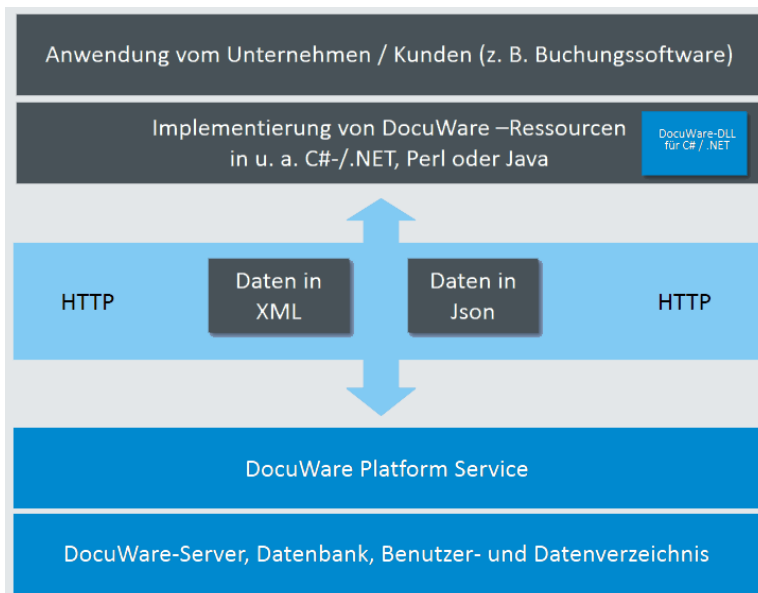 Anwendung vom Unternehmen / Kunden (z. B. Buchungssoftware)
Implementierung von DocuWare –Ressourcen
in u. a. C#-/.NET, Perl oder Java
DocuWare-DLL
für C# / .NET
HTTP
Daten in
XML
Daten in
Json
HTTP
DocuWare Platform Service
DocuWare-Server, Datenbank, Benutzer- und Datenverzeichnis